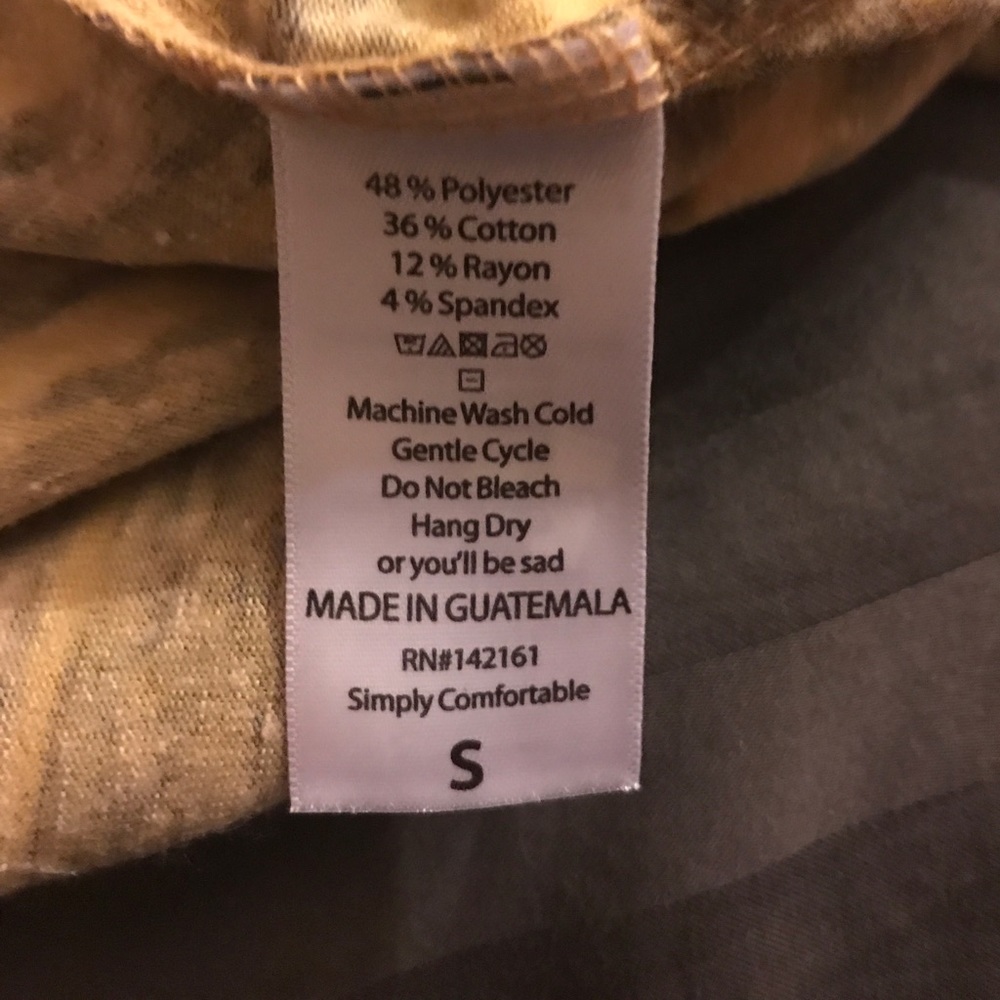 48 % Polyester
36 % Cotton
12 % Rayon
4 % Spandex
Machine Wash Cold
Gentle Cycle
Do Not Bleach
Hang Dry
or you'll be sad
MADE IN GUATEMALA
RN#142161
Simply Comfortable
S